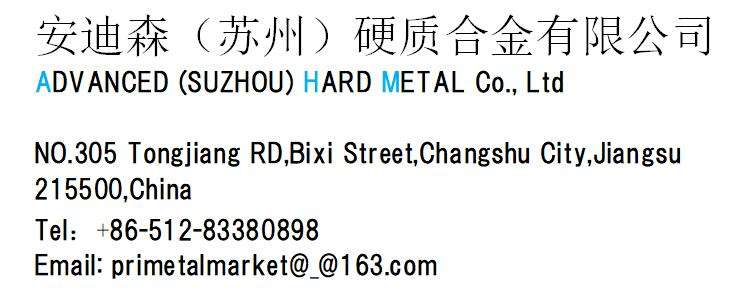 安迪森（苏州）硬质合金有限公司
ADVANCED (SUZHOU) HARD METAL Co., Ltd
NO.305 Tongjiang RD,Bixi Street,Changshu City,Jiangsu
215500,China
Tel：+86-512-83380898
Email: primetalmarket@_@163.com